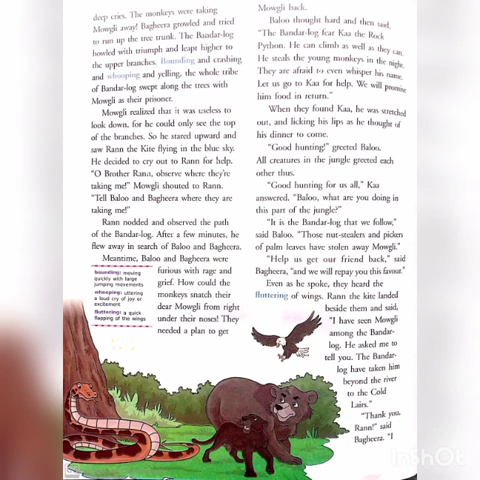 deep cries. The monkeys were taking
Mowgli away! Bagheera growled and tried
to run up the tree trunk. The Baadar-log
howled with triumph and leapt higher to
the upper branches. Bounding and crashing
and whooping and yelling, the whole tribe
of Bandar-log swept along the trees with
Mowgli as their prisoner.
Mowgli realized that it was useless to
look down, for he could only see the top
of the branches. So he stared upward and
saw Rann the Kite flying in the blue sky.
He decided to cry out to Rann for help.
"O Brother Rann, observe where they're
taking me!" Mowgli shouted to Rann.
"Tell Baloo and Bagheera where they are
taking me!"
Rann nodded and observed the path
of the Bandar-log. After a few minutes, he
flew away in search of Baloo and Bagheera.
Meantime, Baloo and Bagheera were
furious with rage and
grief. How could the
monkeys snatch their
dear Mowgli from right
under their noses! They
needed a plan to get
bounding: moving
quickly with large
jumping movements
whooping: uttering
a loud cry of joy or
excitement
fluttering: a quick
flapping of the wings
Mowgli back.
Baloo thought hard and then said,
"The Bandar-log fear Kaa the Rock
Python. He can climb as well as they can.
He steals the young monkeys in the night.
They are afraid to even whisper his name.
Let us go to Kaa for help. We will promise
him food in return."
When they found Kaa, he was stretched
out, and licking his lips as he thought of
his dinner to come.
"Good hunting!" greeted Baloo.
All creatures in the jungle greeted each
other thus.
"Good hunting for us all," Kaa
answered. "Baloo, what are you doing in
this part of the jungle?"
"It is the Bandar-log that we follow,"
said Baloo. "Those nut-stealers and pickers
of palm leaves have stolen away Mowgli."
"Help us get our friend back," said
Bagheera, "and we will repay you this favour."
Even as he spoke, they heard the
fluttering of wings. Rann the kite landed
beside them and said,
"I have seen Mowgli
among the Bandar-
log. He asked me to
tell you. The Bandar-
log have taken him
beyond the river
to the Cold
Lairs."
"Thank you,
Rann!" said
Bagheera. "I
InShOt